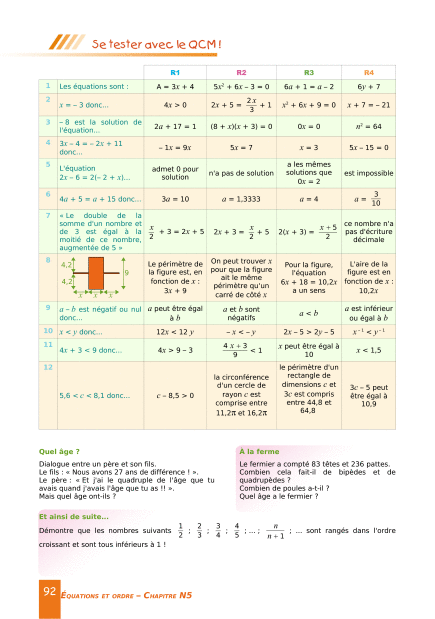 Se tester avec le QCM !
R1 R2 R3 R4
1 Les équations sont : A = 3x + 4 5x² + 6x – 3 = 0 6a + 1 = a – 2 6y + 7
2 x = – 3 donc... 4x > 0 2x + 5 = 2x/3 + 1 x² + 6x + 9 = 0 x + 7 = – 21
3 – 8 est la solution de l'équation... 2a + 17 = 1 (8 + x)(x + 3) = 0 0x = 0 n² = 64
4 3x – 4 = – 2x + 11 donc... – 1x = 9x 5x = 7 x = 3 5x – 15 = 0
5 L'équation 2x – 6 = 2(– 2 + x)... admet 0 pour solution n'a pas de solution a les mêmes solutions que 0x = 2 est impossible
6 4a + 5 = a + 15 donc... 3a = 10 a = 1,3333 a = 4 a = 3/10
7 « Le double de la somme d'un nombre et de 3 est égal à la moitié de ce nombre, augmentée de 5 » x/2 + 3 = 2x + 5 2x + 3 = x/2 + 5 2(x + 3) = x + 5/2 ce nombre n'a pas d'écriture décimale
8 4,2 4,2 9 x x x Le périmètre de la figure est, en fonction de x : 3x + 9 On peut trouver x pour que la figure ait le même périmètre qu'un carré de côté x Pour la figure, l'équation 6x + 18 = 10,2x a un sens L'aire de la figure est en fonction de x : 10,2x
9 a – b est négatif ou nul donc... a peut être égal à b a et b sont négatifs a < b a est inférieur ou égal à b
10 x < y donc... 12x < 12 y – x < – y 2x – 5 > 2y – 5 x⁻¹ < y⁻¹
11 4x + 3 < 9 donc... 4x > 9 – 3 4x + 3/9 < 1 x peut être égal à 10 x < 1,5
12 5,6 < c < 8,1 donc... c – 8,5 > 0 la circonférence d'un cercle de rayon c est comprise entre 11,2π et 16,2π le périmètre d'un rectangle de dimensions c et 3c est compris entre 44,8 et 64,8 3c – 5 peut être égal à 10,9
Quel âge ?
Dialogue entre un père et son fils.
Le fils : « Nous avons 27 ans de différence ! ».
Le père : « Et j'ai le quadruple de l'âge que tu
avais quand j'avais l'âge que tu as !! ».
Mais quel âge ont-ils ?
À la ferme
Le fermier a compté 83 têtes et 236 pattes.
Combien cela fait-il de bipèdes et de
quadrupèdes ?
Combien de poules a-t-il ?
Quel âge a le fermier ?
Et ainsi de suite...
Démontre que les nombres suivants 1/2 ; 2/3 ; 3/4 ; 4/5 ; ... ; n/n + 1 ; ... sont rangés dans l'ordre
croissant et sont tous inférieurs à 1 !
92 Équations et ordre – Chapitre N5